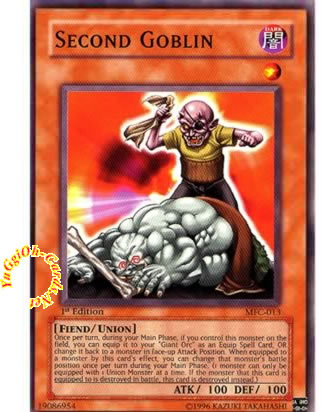 SECOND GOBLIN
DARK
闇
YuGgiOh-Cards.Net
1st Edition
MFC-013
[FIEND/UNION]
Once per turn, during your Main Phase, if you control this monster on the
field, you can equip it to your "Giant Orc" as an Equip Spell Card, OR
change it back to a monster in face-up Attack Position. When equipped to
a monster by this card's effect, you can change that monster's battle
position once per turn during your Main Phase. (1 monster can only be
equipped with 1 Union Monster at a time. If the monster that this card is
equipped to is destroyed in battle, this card is destroyed instead.)
ATK/ 100 DEF/ 100
19086954
©1996 KAZUKI TAKAHASHI